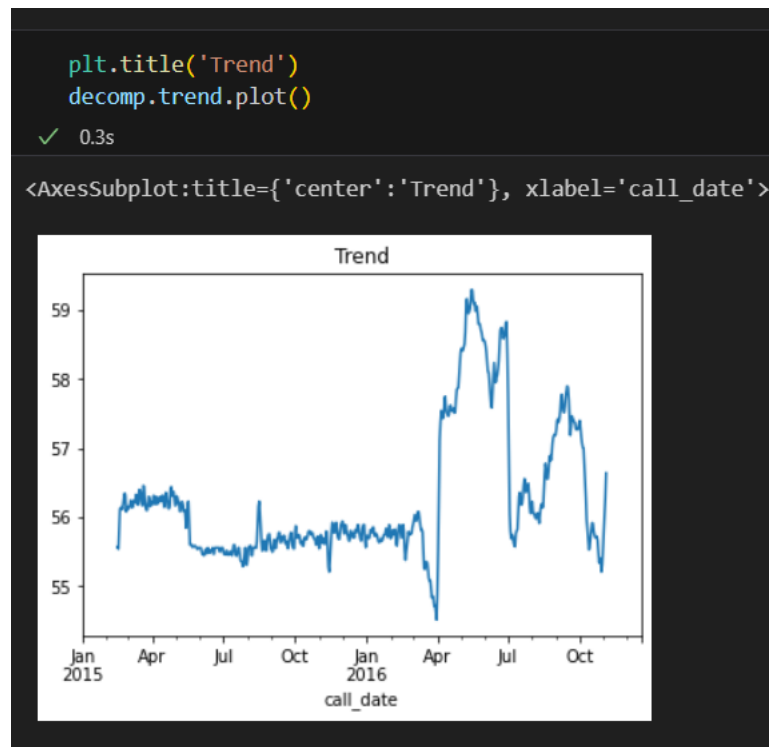 plt.title('Trend')
decomp.trend.plot()
✓ 0.3s
<AxesSubplot:title={'center':'Trend'}, xlabel='call_date'>
Trend
59
58
57
56
55
Jan Apr Jul Oct Jan Apr Jul Oct
2015 2016
call_date